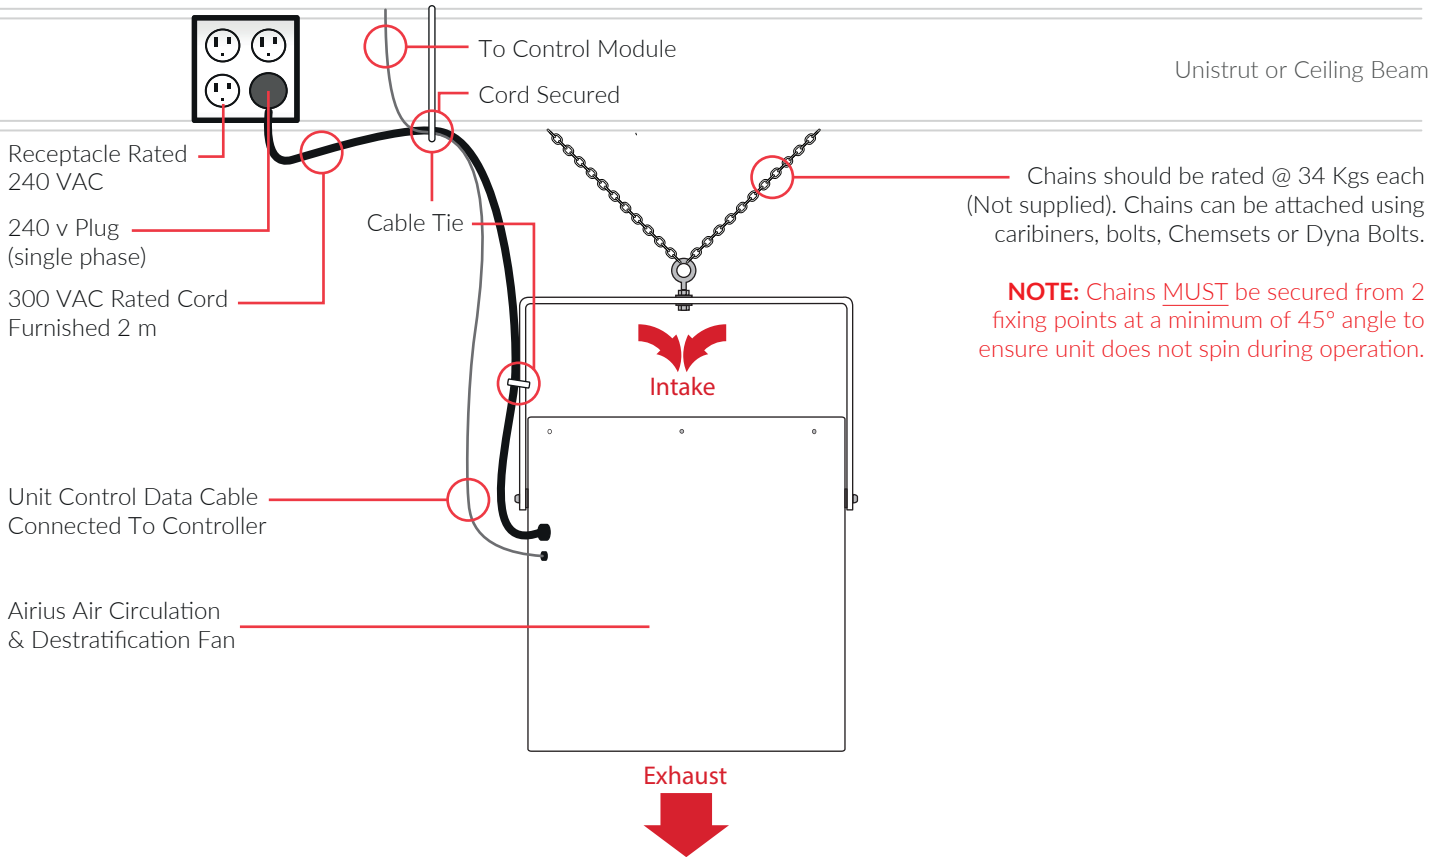 To Control Module
Unistrut or Ceiling Beam
Cord Secured
Receptacle Rated
240 VAC
Chains should be rated @ 34 Kgs each
(Not supplied). Chains can be attached using
caribiners, bolts, Chemsets or Dyna Bolts.
240 v Plug
(single phase)
Cable Tie
300 VAC Rated Cord
Furnished 2 m
NOTE: Chains MUST be secured from 2
fixing points at a minimum of 45° angle to
ensure unit does not spin during operation.
Intake
Unit Control Data Cable
Connected To Controller
Airius Air Circulation
& Destratification Fan
Exhaust